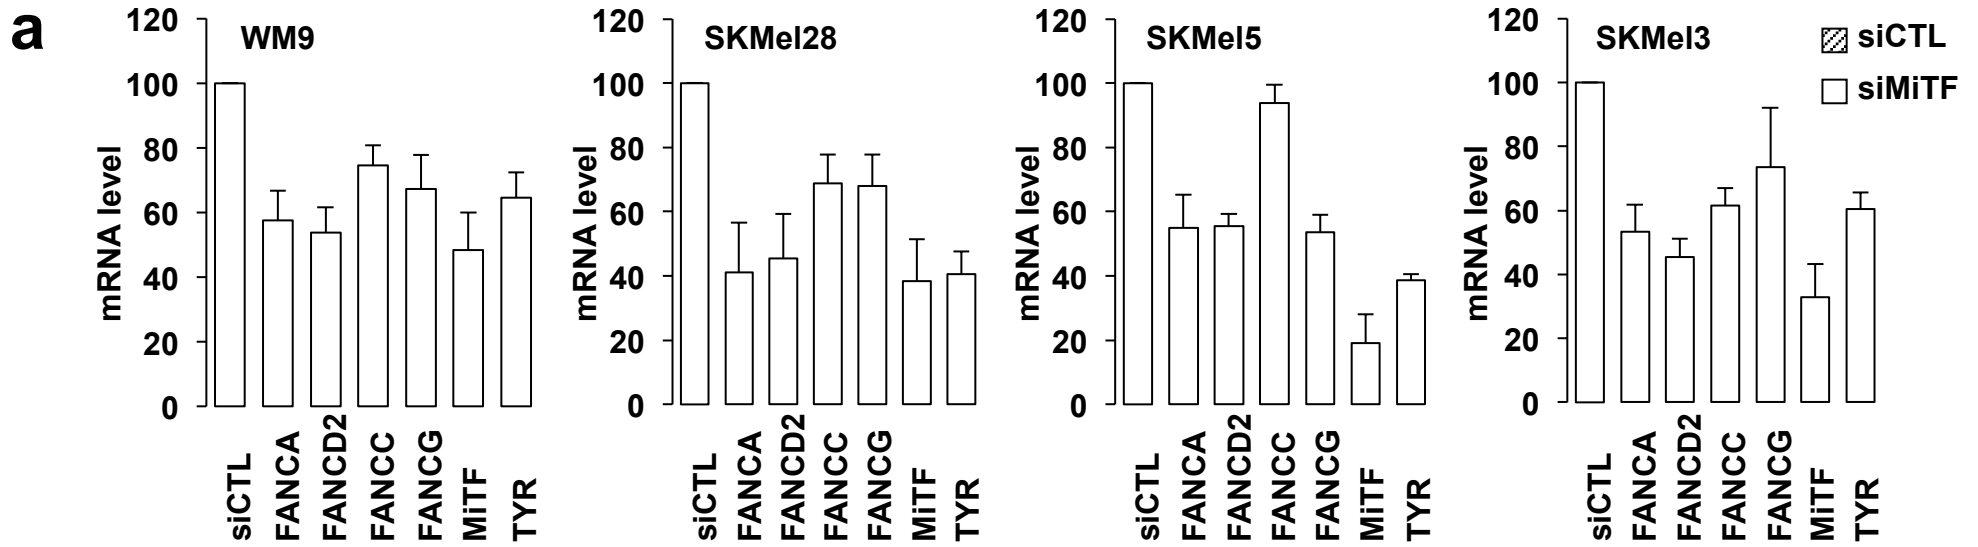 a
WM9
mRNA level
120
100
80
60
40
20
0
siCTL
FANCA
FANCD2
FANCC
FANCG
MiTF
TYR
SKMel28
mRNA level
120
100
80
60
40
20
0
siCTL
FANCA
FANCD2
FANCC
FANCG
MiTF
TYR
SKMel5
mRNA level
120
100
80
60
40
20
0
siCTL
FANCA
FANCD2
FANCC
FANCG
MiTF
TYR
SKMel3
mRNA level
120
100
80
60
40
20
0
siCTL
FANCA
FANCD2
FANCC
FANCG
MiTF
TYR
siCTL
siMiTF